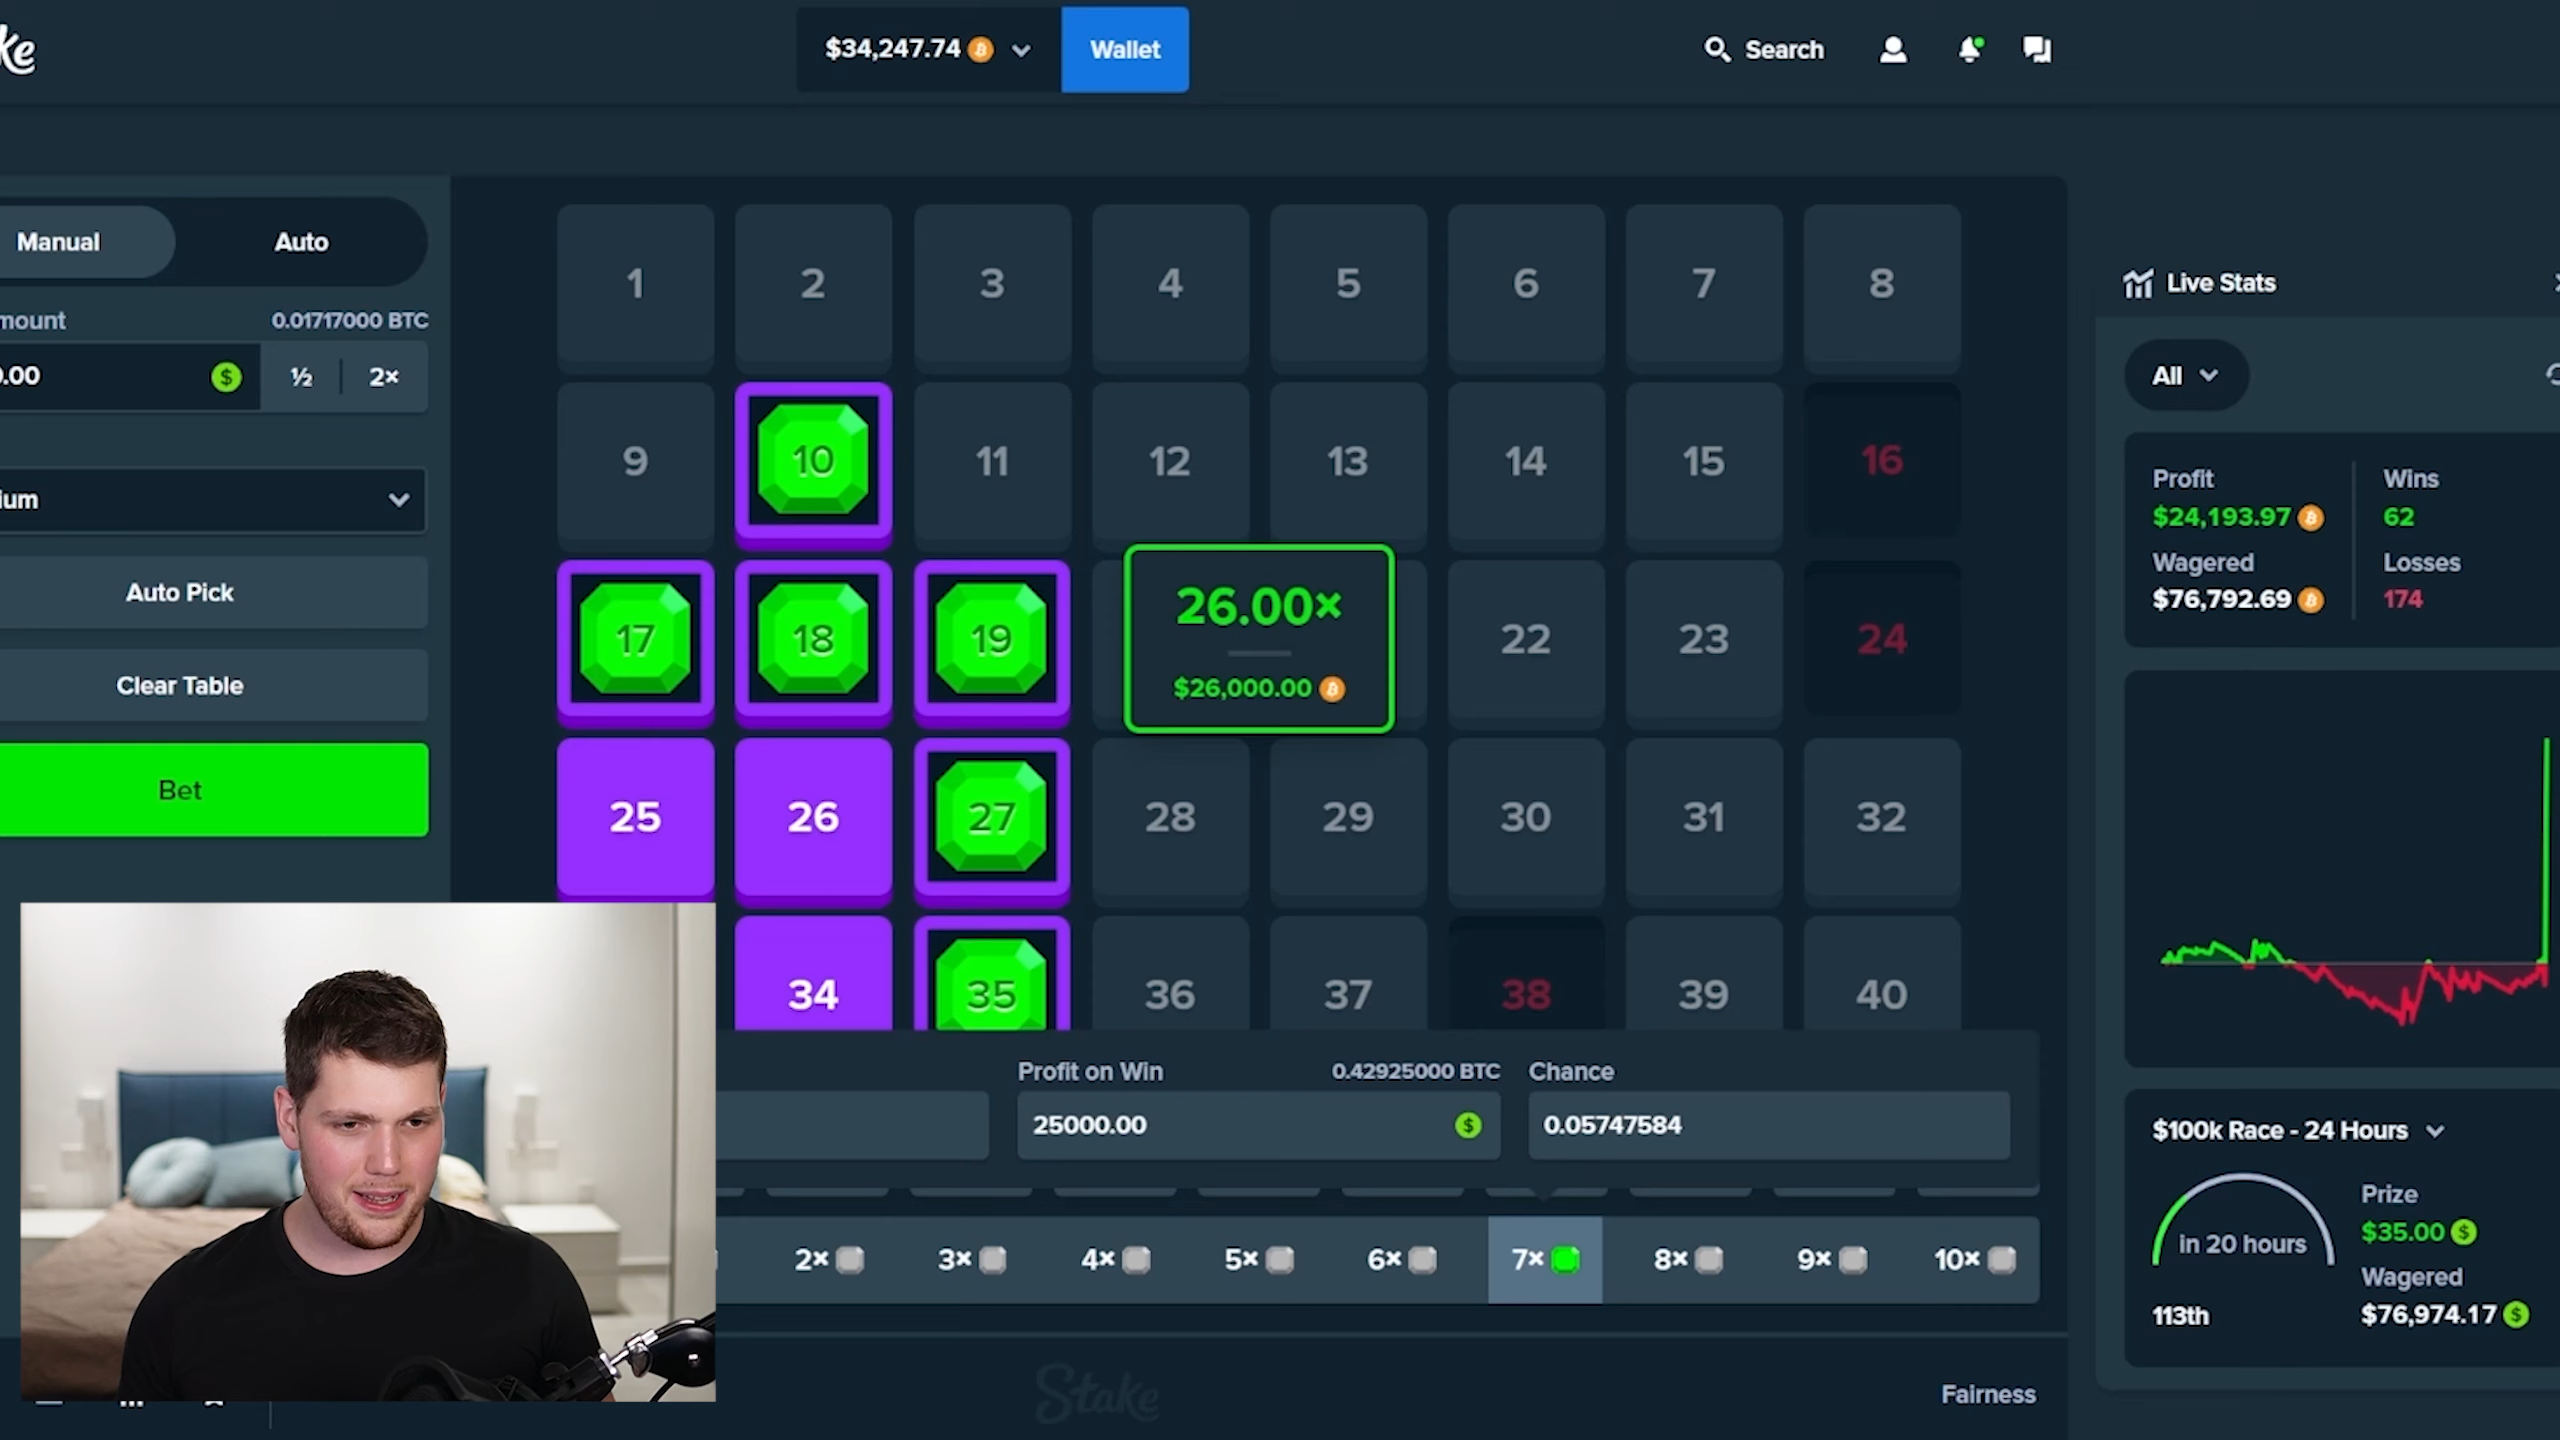 ke
$34,247.74
Wallet
Search
Manual
Auto
mount
0.01717000 BTC
0.00
½
2×
ium
Auto Pick
Clear Table
Bet
1
2
3
4
5
6
7
8
9
10
11
12
13
14
15
16
17
18
19
22
23
24
25
26
27
28
29
30
31
32
34
35
36
37
38
39
40
26.00×
$26,000.00
Profit on Win
0.42925000 BTC
25000.00
Chance
0.05747584
2×
3×
4×
5×
6×
7×
8×
9×
10×
Stake
Fairness
Live Stats
All
Profit
$24,193.97
Wins
62
Wagered
$76,792.69
Losses
174
$100k Race - 24 Hours
in 20 hours
113th
Prize
$35.00
Wagered
$76,974.17